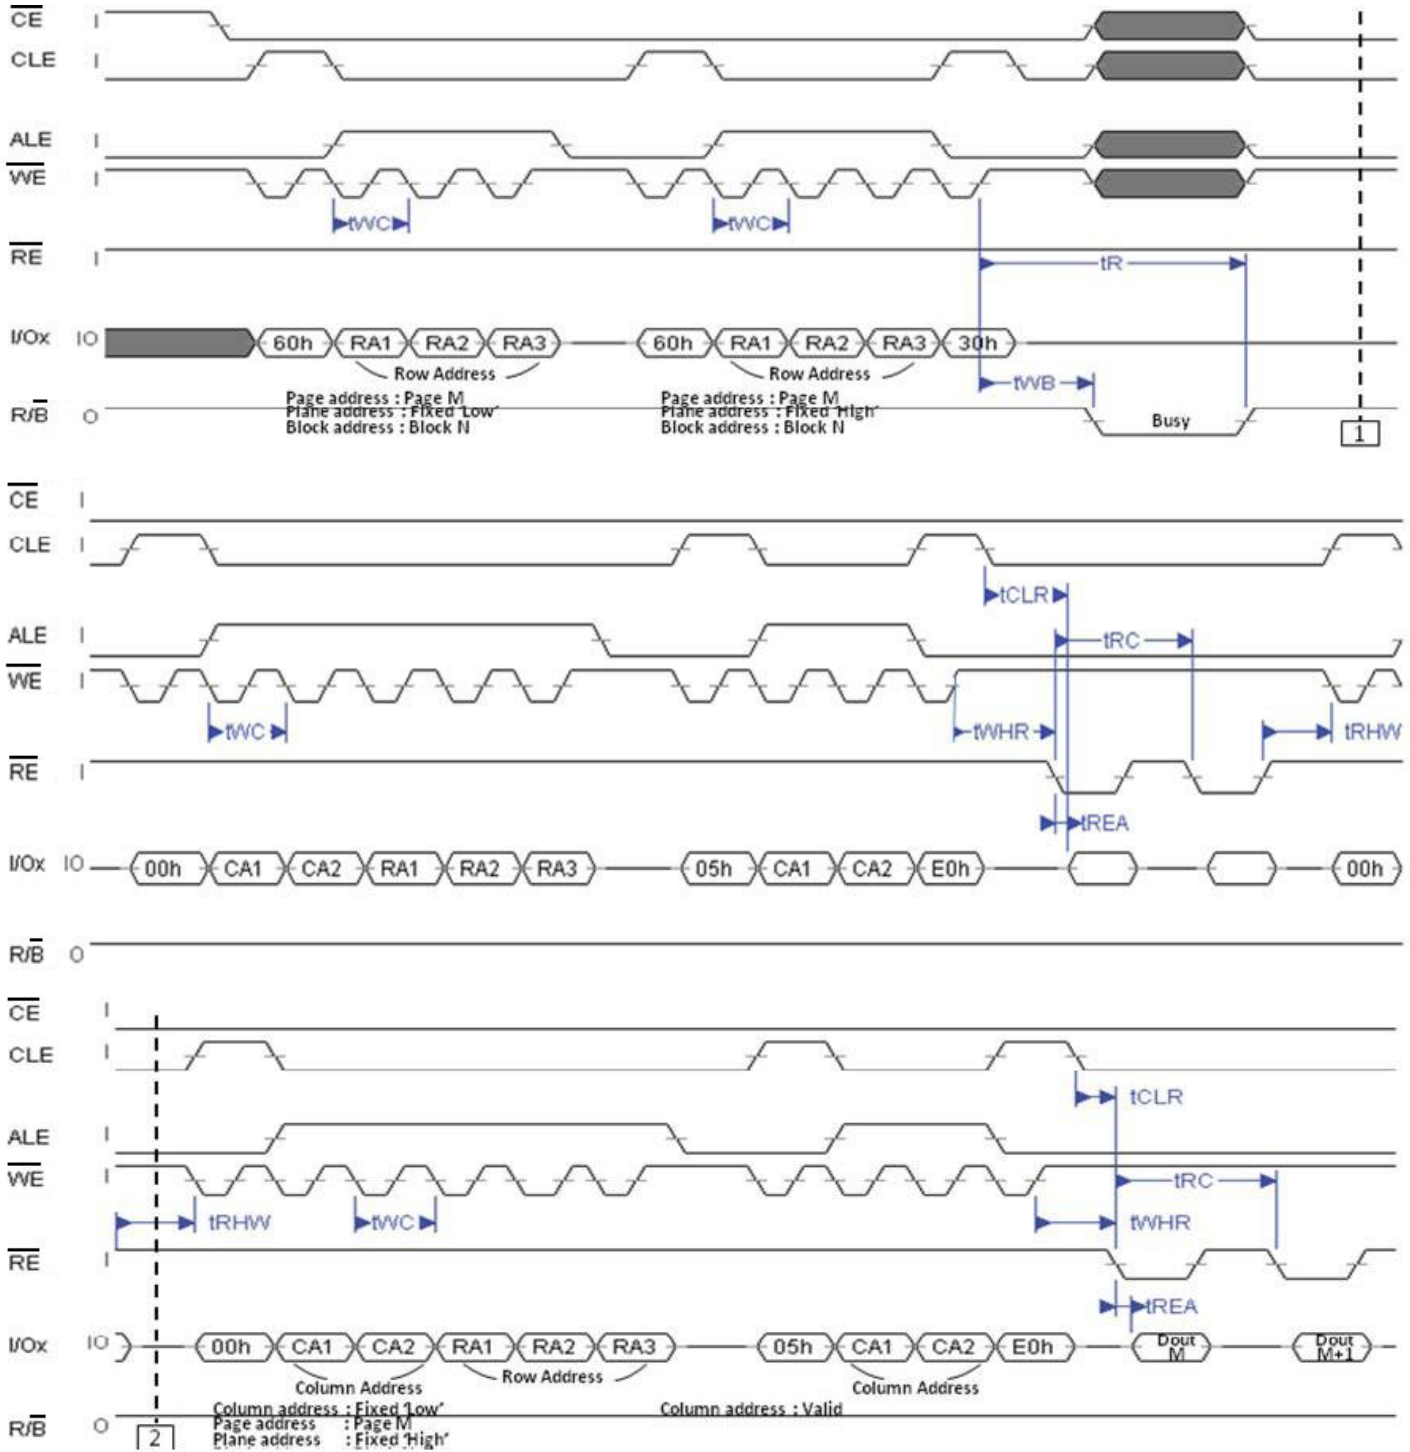 CE I
CLE I
ALE I
WE I
tWC tWC
RE I
tR
I/Ox IO 60h RA1 RA2 RA3 60h RA1 RA2 RA3 30h
Row Address Row Address
tWB
Page address : Page M Page address : Page M
Plane address : Fixed 'Low' Plane address : Fixed 'High'
Block address : Block N Block address : Block N
R/B O Busy
1
CE I
CLE I
tCLR
ALE I
tRC
WE I
tWC tWHR tRHW
RE I
tREA
I/Ox IO 00h CA1 CA2 RA1 RA2 RA3 05h CA1 CA2 E0h 00h
R/B O
CE I
CLE I
tCLR
ALE I
WE I
tRC
tRHW tWC tWHR
RE I
tREA
I/Ox IO 00h CA1 CA2 RA1 RA2 RA3 05h CA1 CA2 E0h Dout M Dout M+1
Column Address Row Address Column Address
Column address : Fixed 'Low' Column address : Valid
Page address : Page M
R/B O
2
Plane address : Fixed 'High'